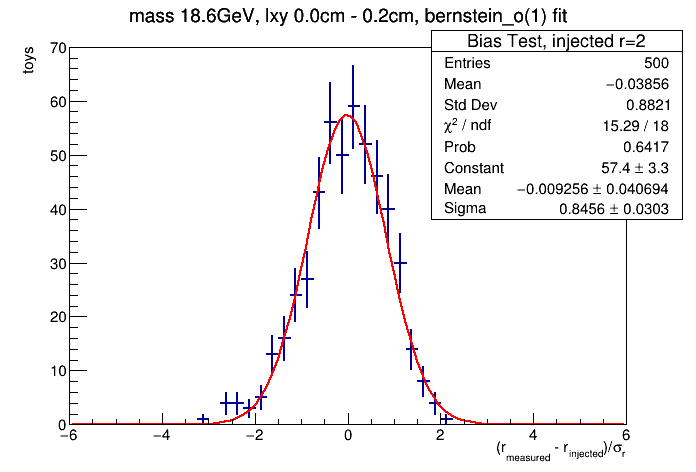 mass 18.6GeV, lxy 0.0cm - 0.2cm, bernstein_o(1) fit
toys
Bias Test, injected r=2
Entries 500
Mean −0.03856
Std Dev 0.8821
χ² / ndf 15.29 / 18
Prob 0.6417
Constant 57.4 ± 3.3
Mean −0.009256 ± 0.040694
Sigma 0.8456 ± 0.0303
70
60
50
40
30
20
10
0
−6 −4 −2 0 2 4 6
(r_measured - r_injected)/σ_r